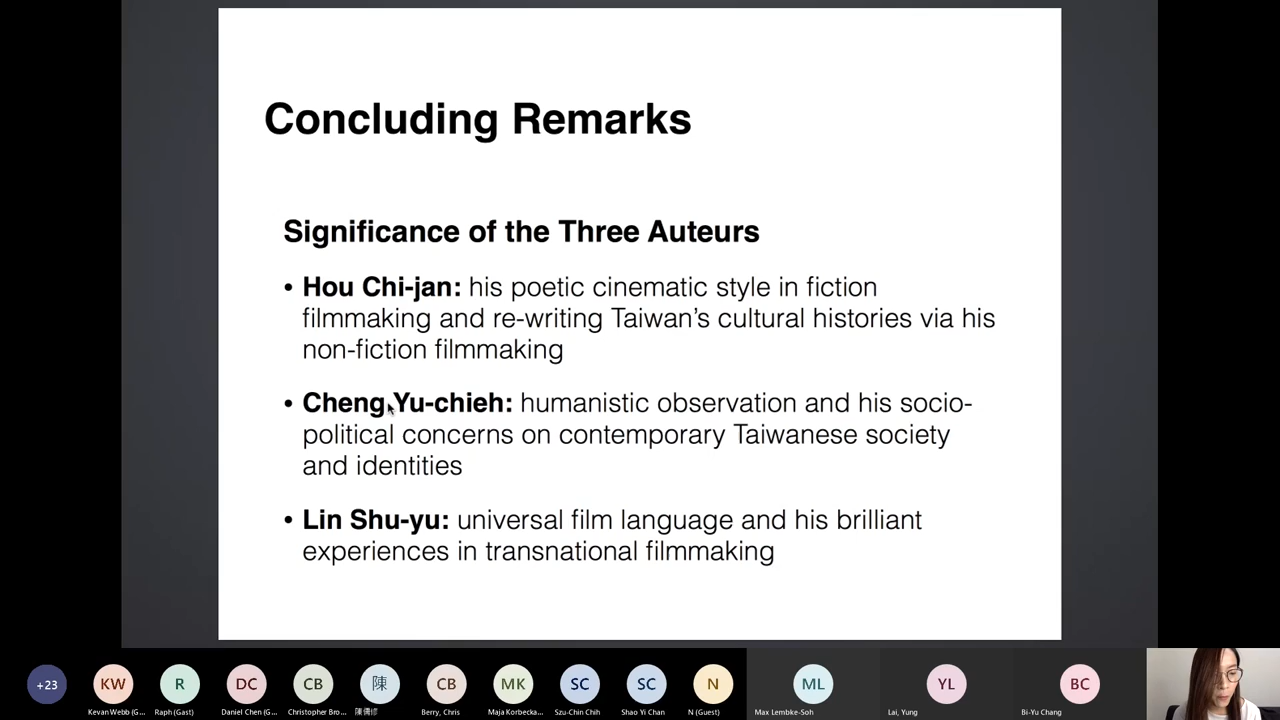 Concluding Remarks
Significance of the Three Auteurs
• Hou Chi-jan: his poetic cinematic style in fiction
filmmaking and re-writing Taiwan’s cultural histories via his
non-fiction filmmaking
• Cheng Yu-chieh: humanistic observation and his socio-
political concerns on contemporary Taiwanese society
and identities
• Lin Shu-yu: universal film language and his brilliant
experiences in transnational filmmaking
+23 KW R DC CB 陳 CB MK SC SC N ML YL BC
Kevan Webb (G... Raph (Gast) Daniel Chen (G... Christopher Bro... Berry, Chris Maja Korbecka... Szu-Chin Chih Shao Yi Chan N (Guest) Max Lembke-Soh Lai, Yung Bi-Yu Chang